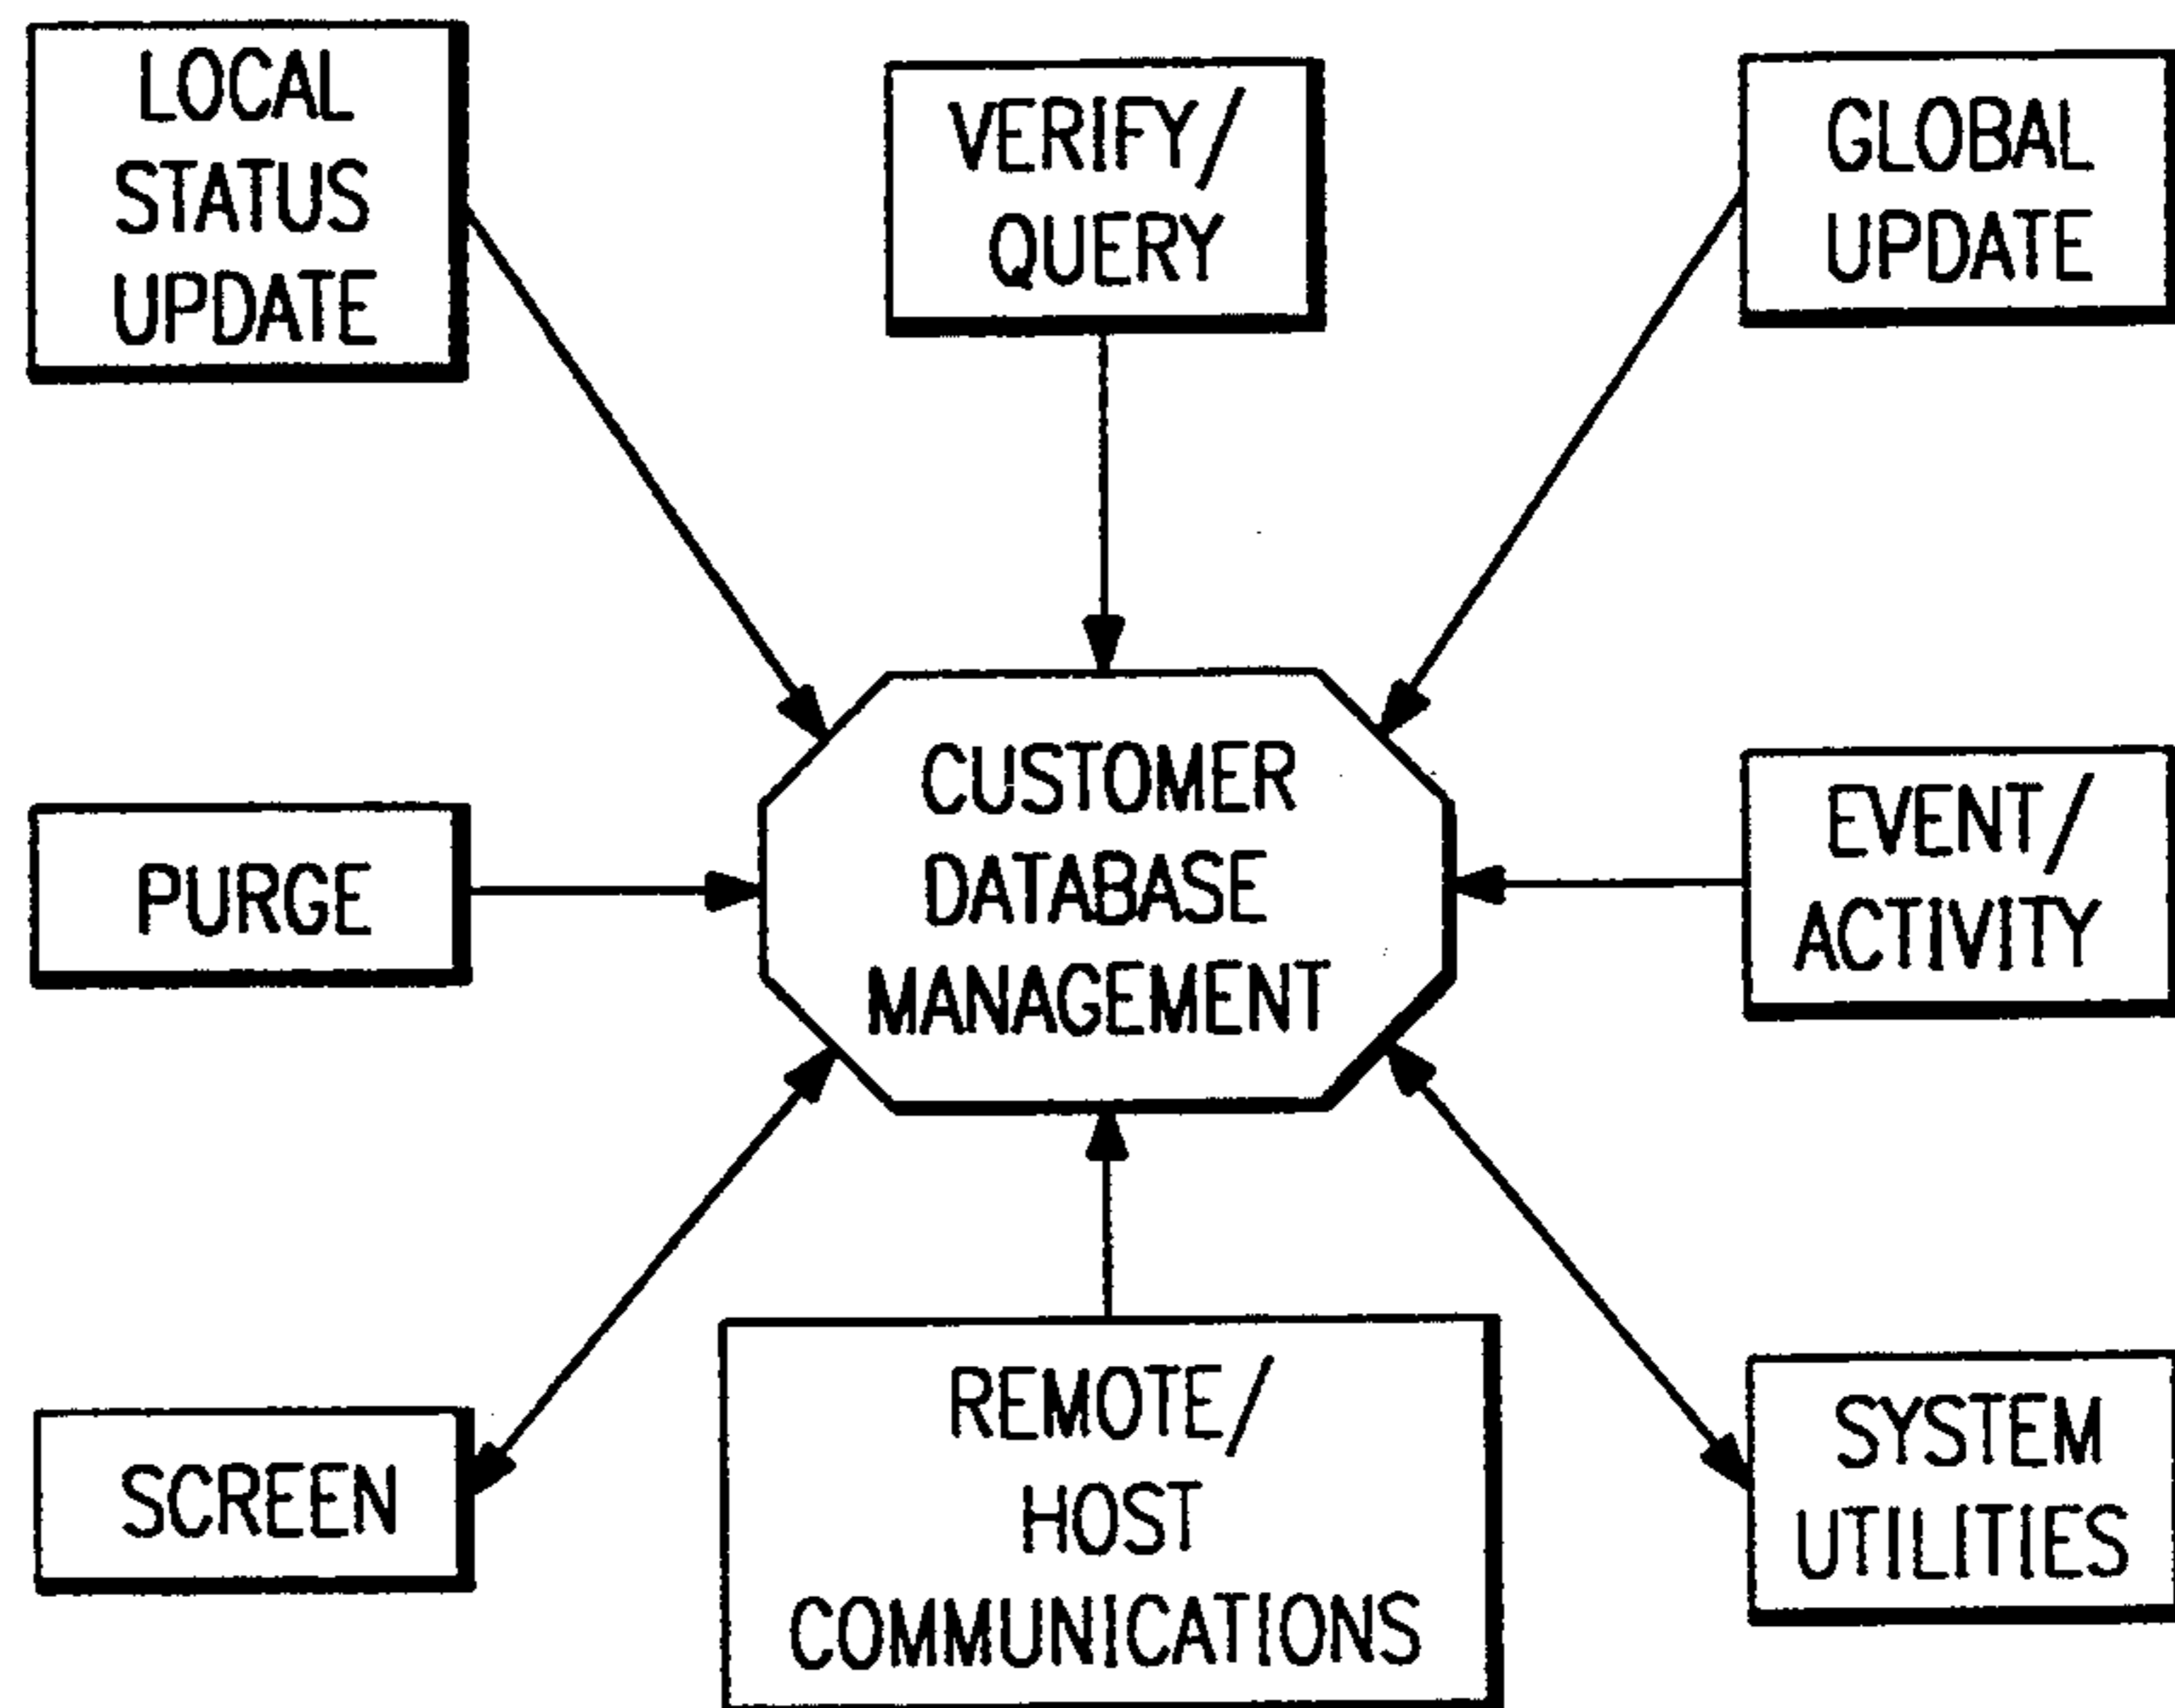 LOCAL
STATUS
UPDATE
VERIFY/
QUERY
GLOBAL
UPDATE
PURGE
CUSTOMER
DATABASE
MANAGEMENT
EVENT/
ACTIVITY
SCREEN
REMOTE/
HOST
COMMUNICATIONS
SYSTEM
UTILITIES